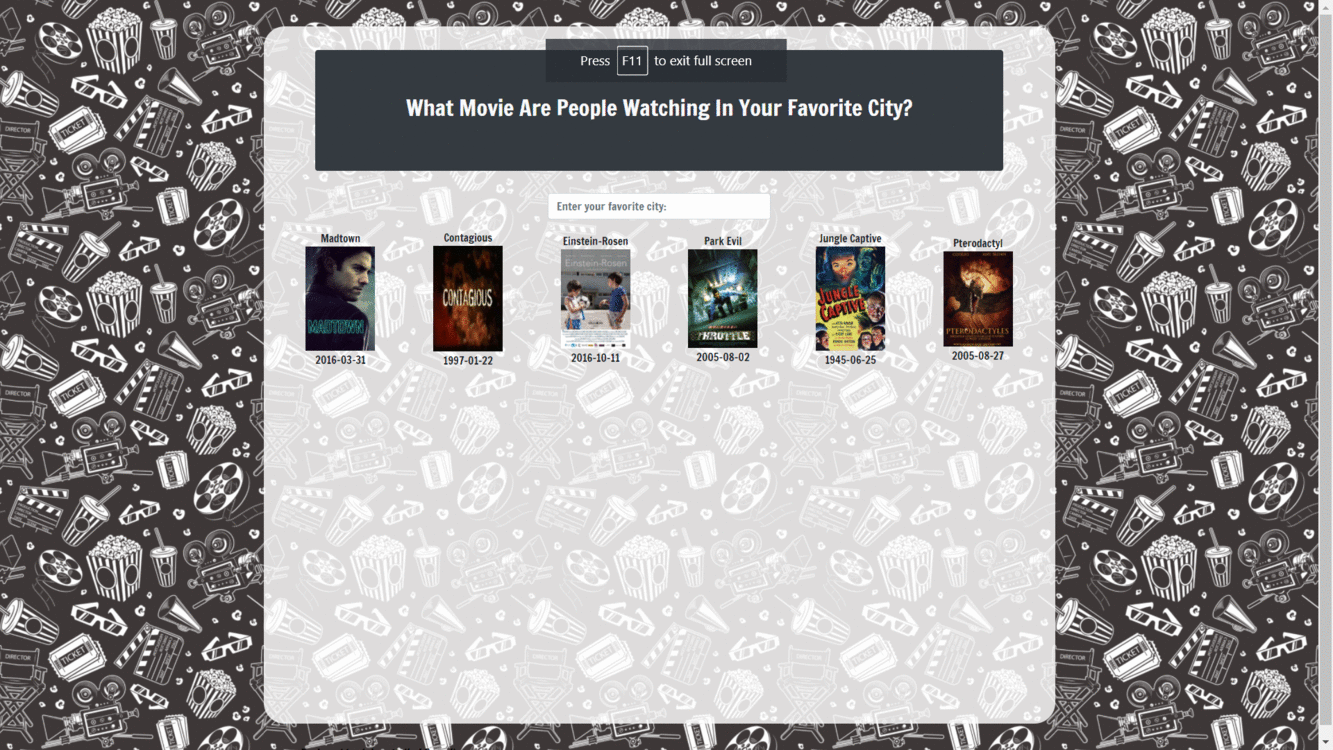 Press F11 to exit full screen
What Movie Are People Watching In Your Favorite City?
Enter your favorite city:
Madtown
Contagious
Einstein-Rosen
Park Evil
Jungle Captive
Pterodactyl
MADTOWN
CONTAGIOUS
Einstein-Rosen
THROTTLE
JUNGLE CAPTIVE
PTERODACTYLES
2016-03-31
1997-01-22
2016-10-11
2005-08-02
1945-06-25
2005-08-27
DIRECTOR
TICKET